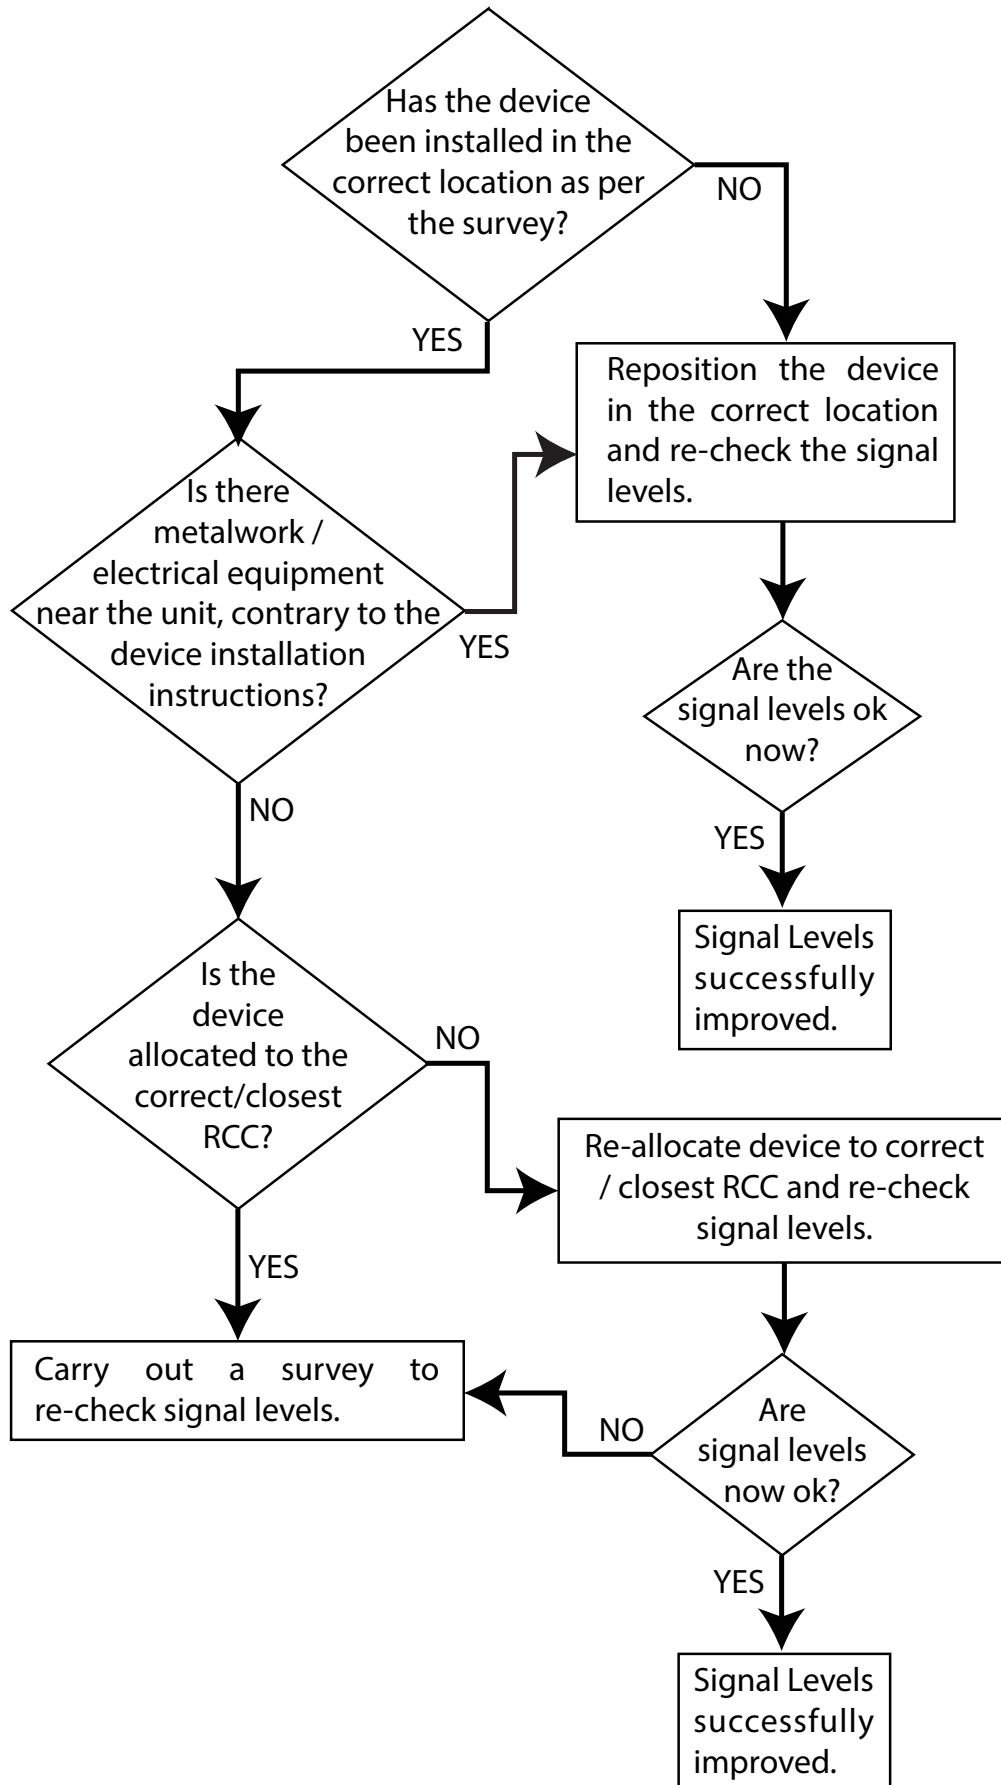 Has the device
been installed in the
correct location as per
the survey?
NO
YES
Reposition the device
in the correct location
and re-check the signal
levels.
Is there
metalwork /
electrical equipment
near the unit, contrary to the
device installation
instructions?
YES
Are the
signal levels ok
now?
NO
YES
Signal Levels
successfully
improved.
Is the
device
allocated to the
correct/closest
RCC?
NO
Re-allocate device to correct
/ closest RCC and re-check
signal levels.
YES
Carry out a survey to
re-check signal levels.
Are
signal levels
now ok?
NO
YES
Signal Levels
successfully
improved.